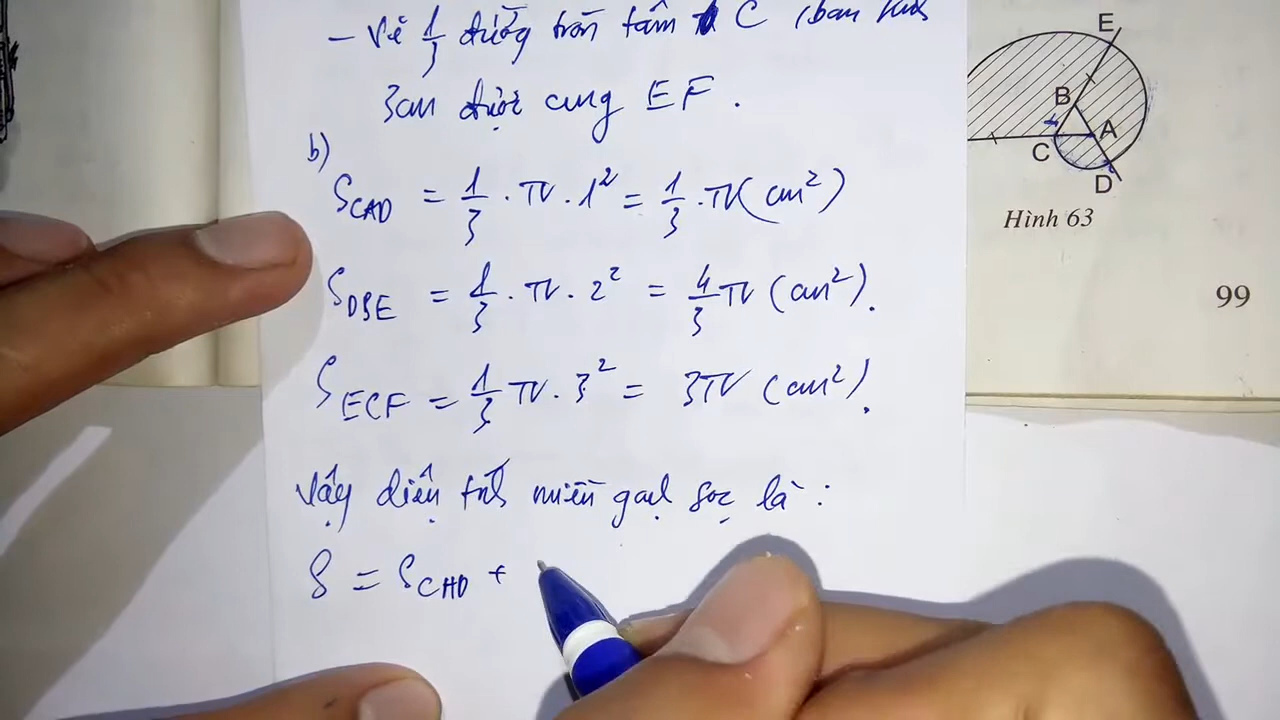 - Vẽ 1/3 đường tròn tâm C, bán kính
3cm được cung EF.
b)
S_CAD = 1/3 . π . 1² = 1/3 . π (cm²)
S_DBE = 1/3 . π . 2² = 4/3 π (cm²).
S_ECF = 1/3 π . 3² = 3π (cm²).
Vậy diện tích miền gạch sọc là :
S = S_CAD +
E
B
A
C
D
Hình 63
99